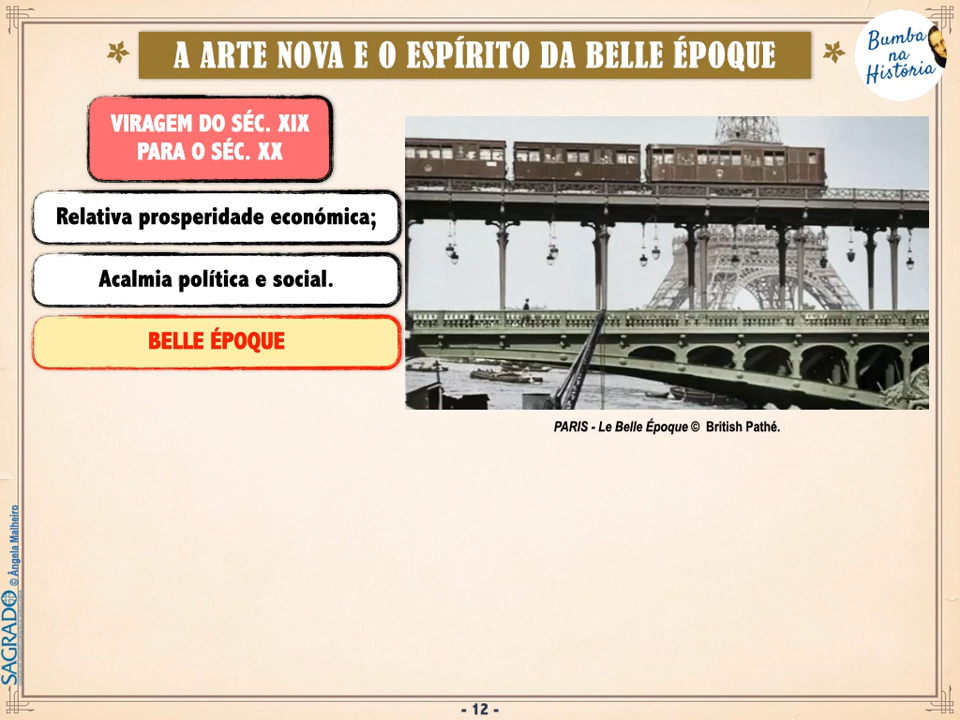 A ARTE NOVA E O ESPÍRITO DA BELLE ÉPOQUE
Bumba
na
História
VIRAGEM DO SÉC. XIX
PARA O SÉC. XX
Relativa prosperidade económica;
Acalmia política e social.
BELLE ÉPOQUE
PARIS - Le Belle Époque © British Pathé.
SAGRADO
© Ângela Malheiro
- 12 -